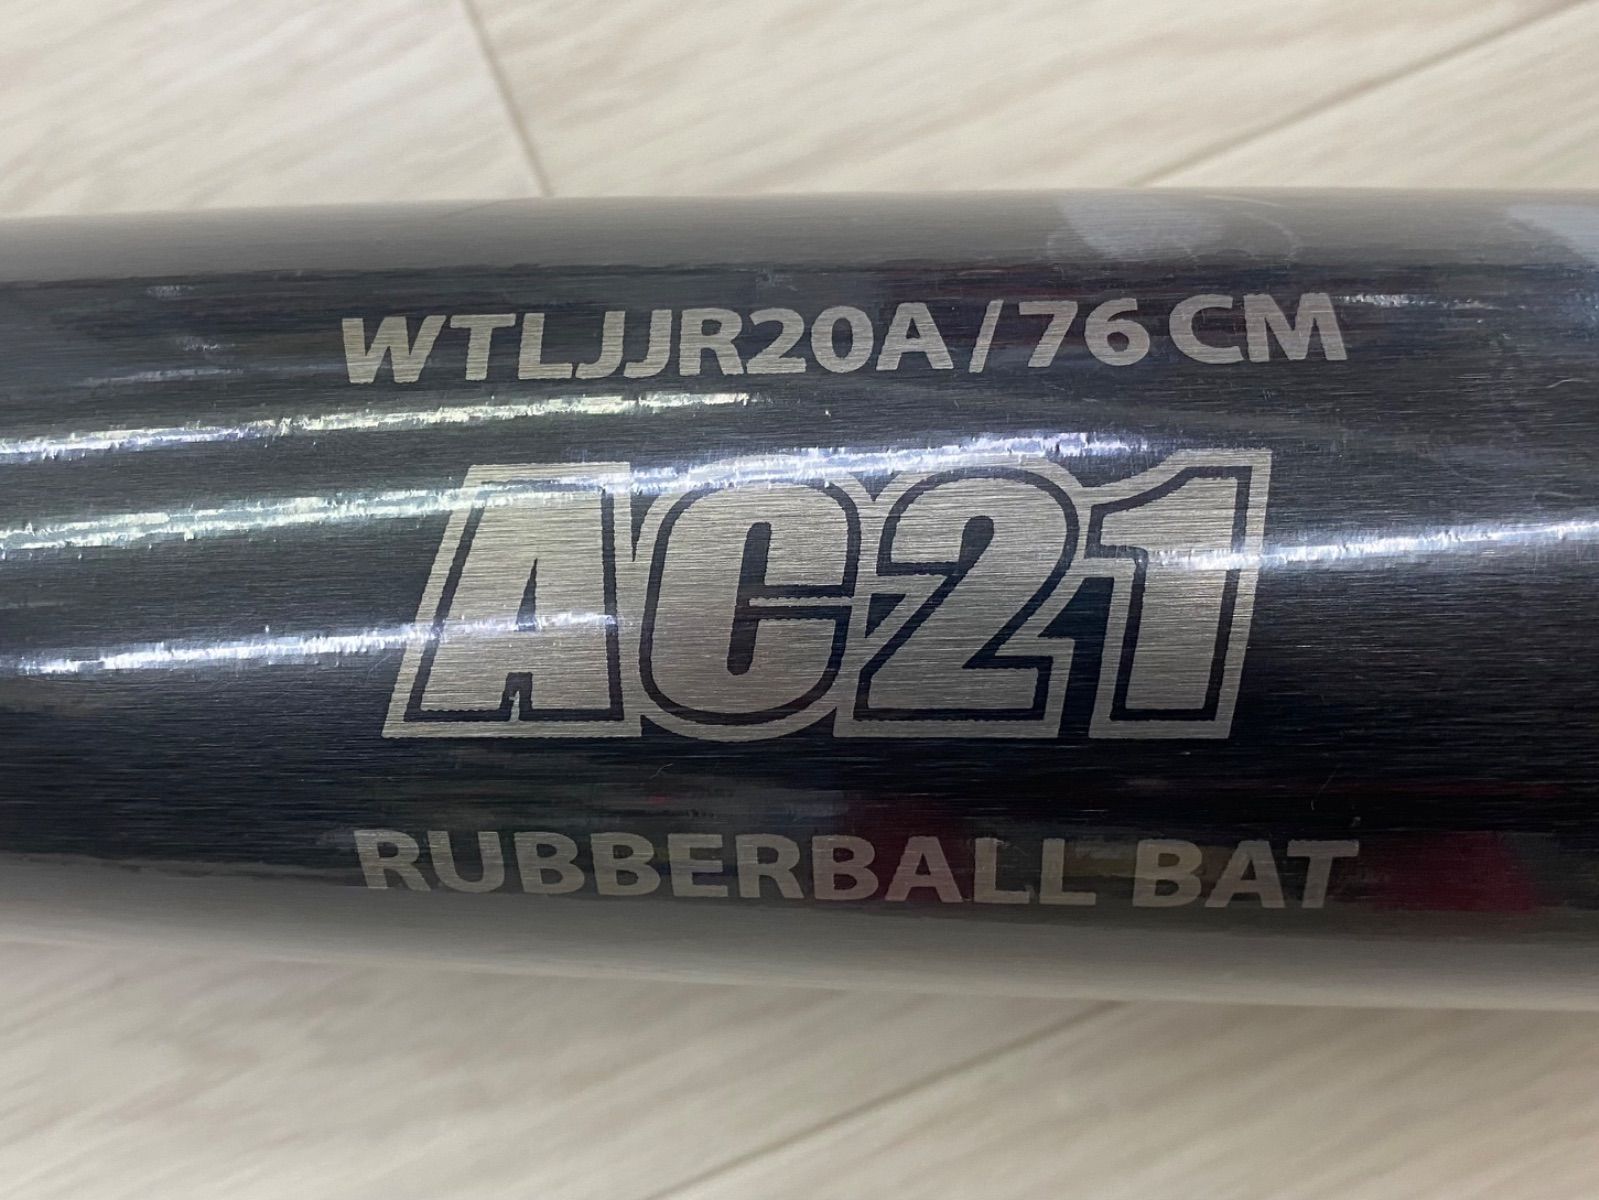 WTLJJR20A / 76 CM
AC21
RUBBERBALL BAT